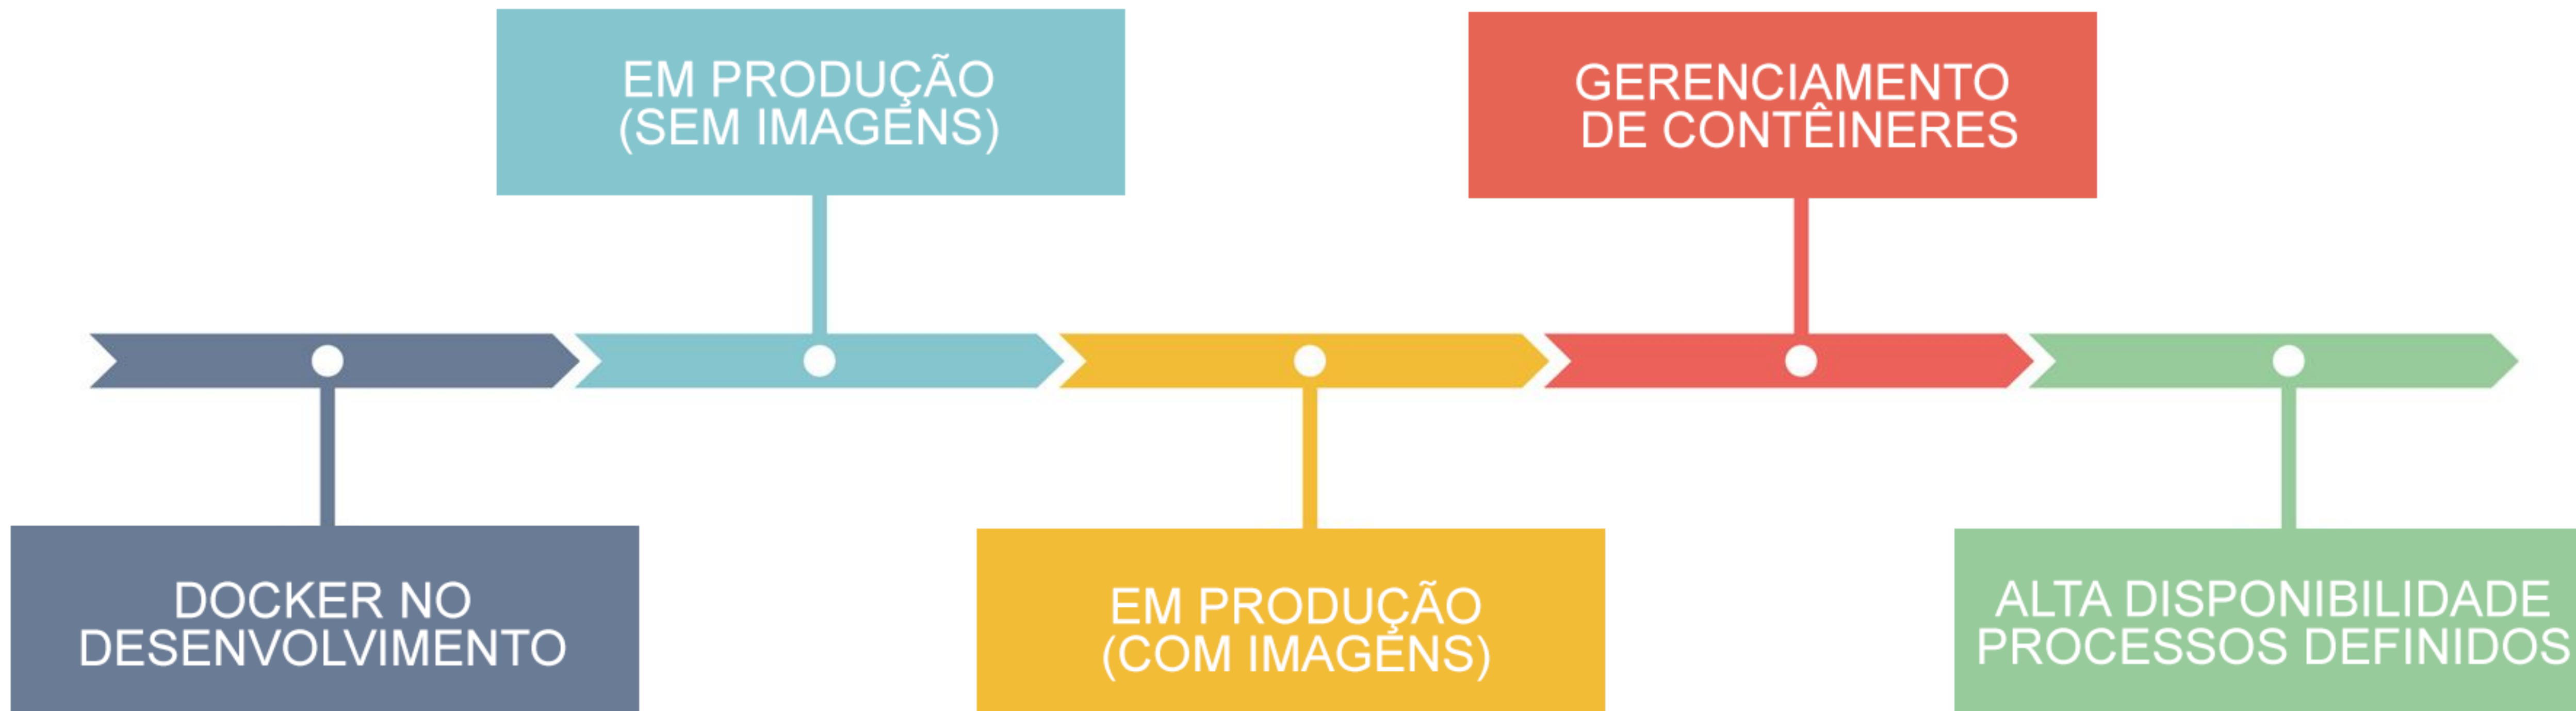 DOCKER NO
DESENVOLVIMENTO
EM PRODUÇÃO
(SEM IMAGENS)
EM PRODUÇÃO
(COM IMAGENS)
GERENCIAMENTO
DE CONTÊINERES
ALTA DISPONIBILIDADE
PROCESSOS DEFINIDOS